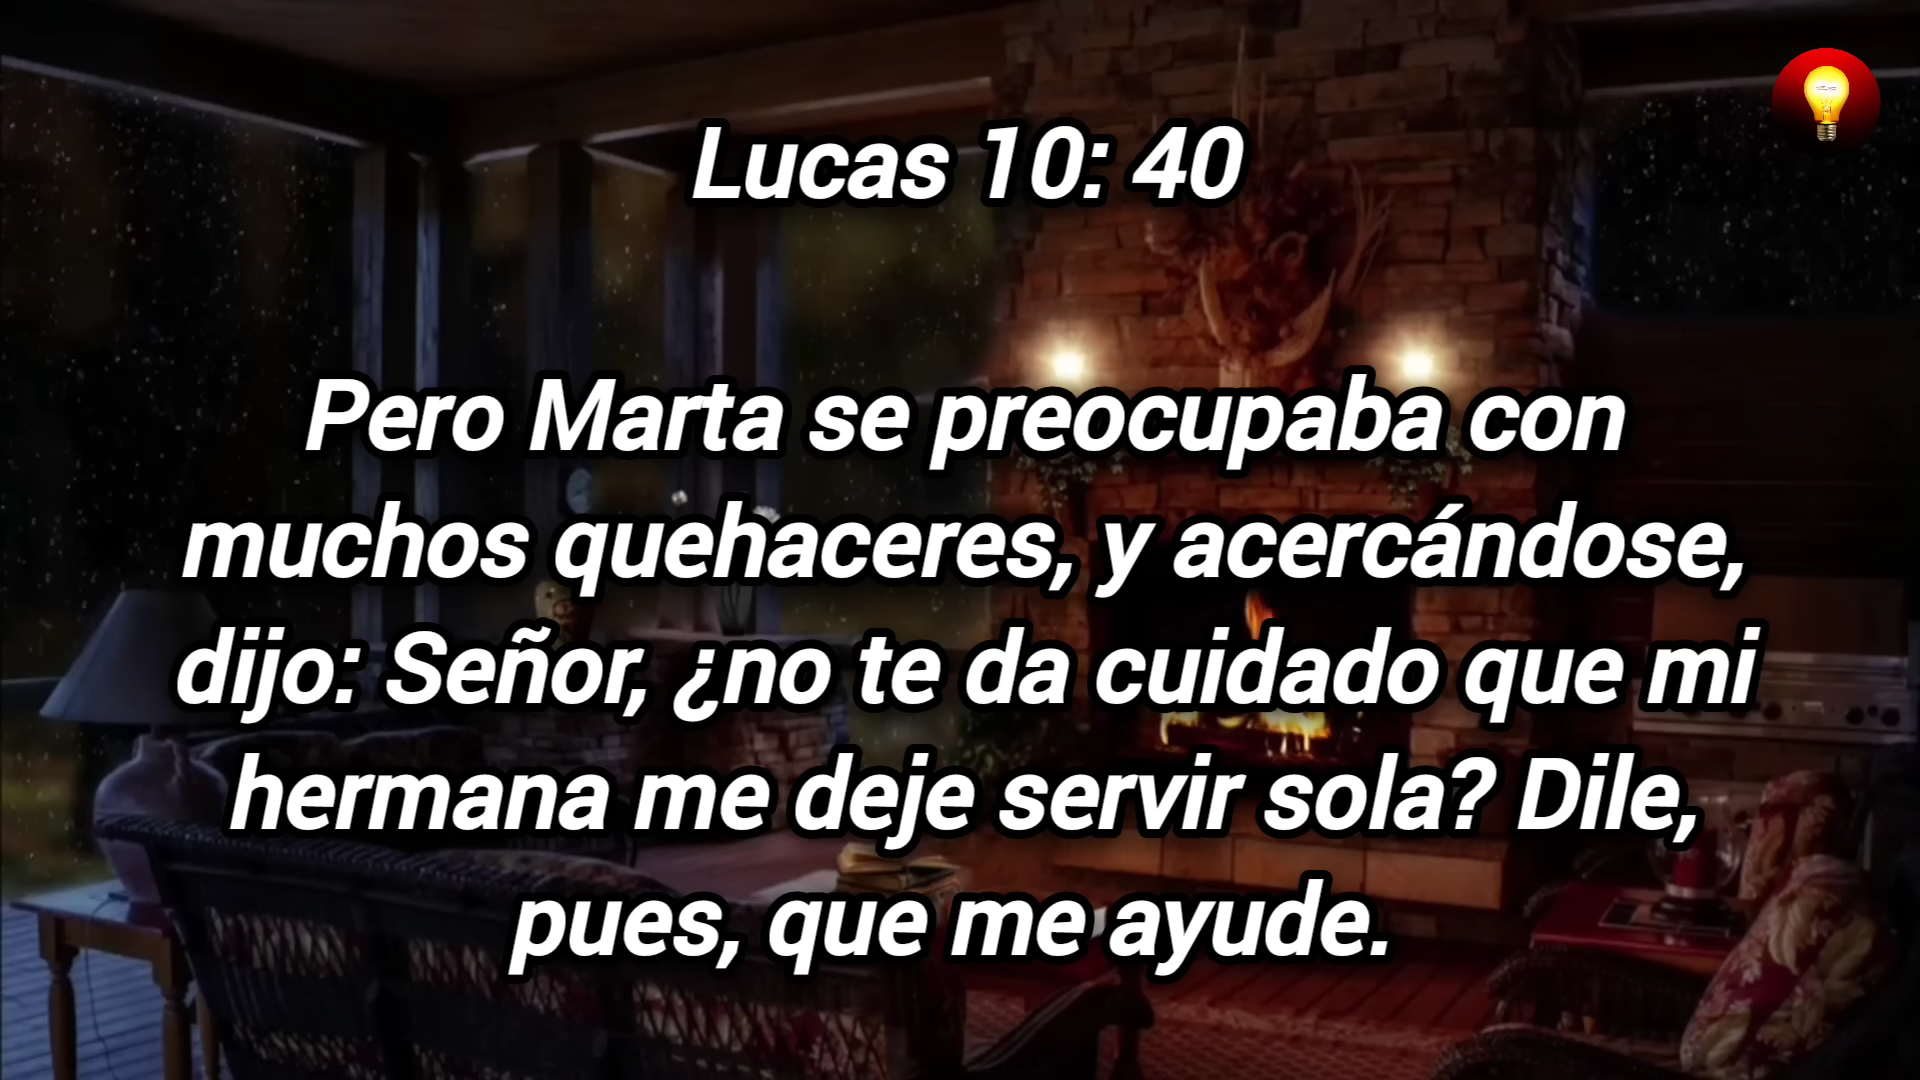 Lucas 10: 40
Pero Marta se preocupaba con
muchos quehaceres, y acercándose,
dijo: Señor, ¿no te da cuidado que mi
hermana me deje servir sola? Dile,
pues, que me ayude.